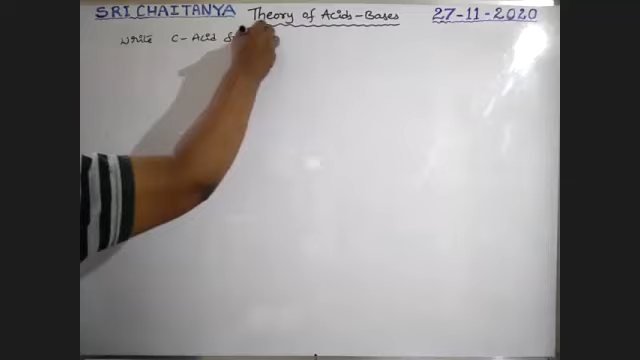 SRI CHAITANYA Theory of Acids-Bases 27-11-2020
Write C-Acid &